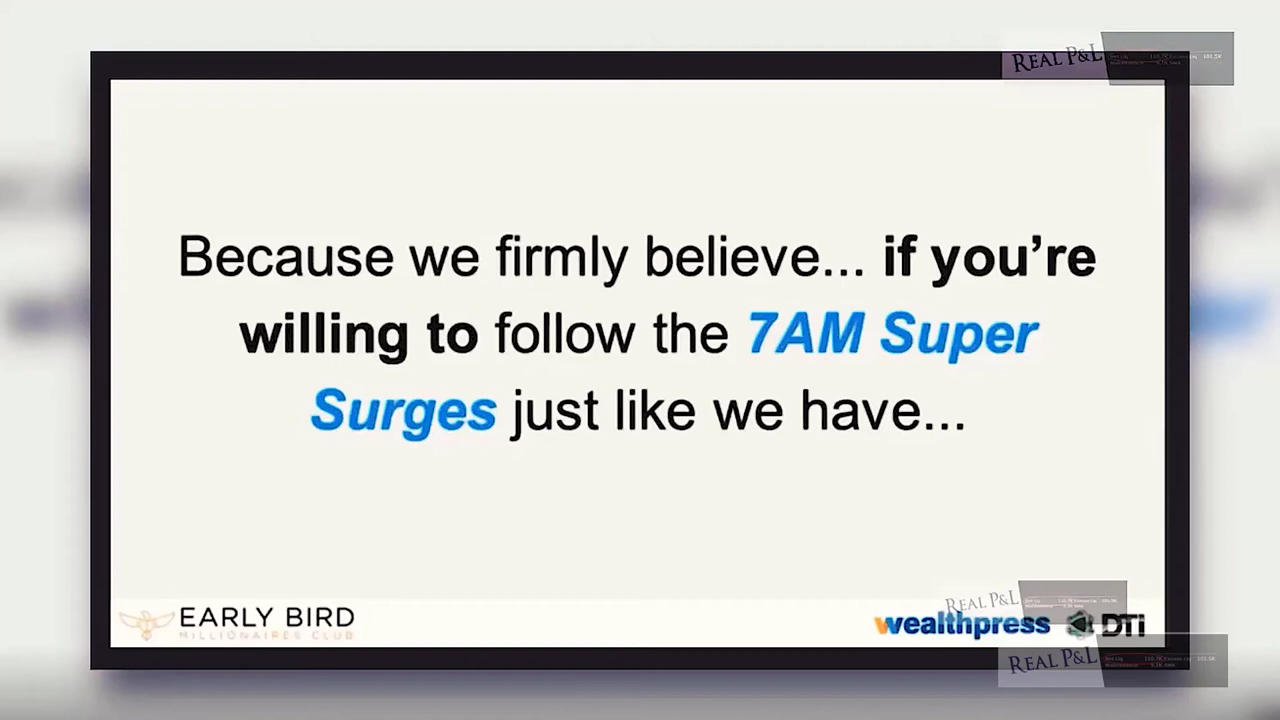 REAL P&L
Because we firmly believe... if you're
willing to follow the 7AM Super
Surges just like we have...
EARLY BIRD
MILLIONAIRES CLUB
REAL P&L
wealthpress DTi
REAL P&L